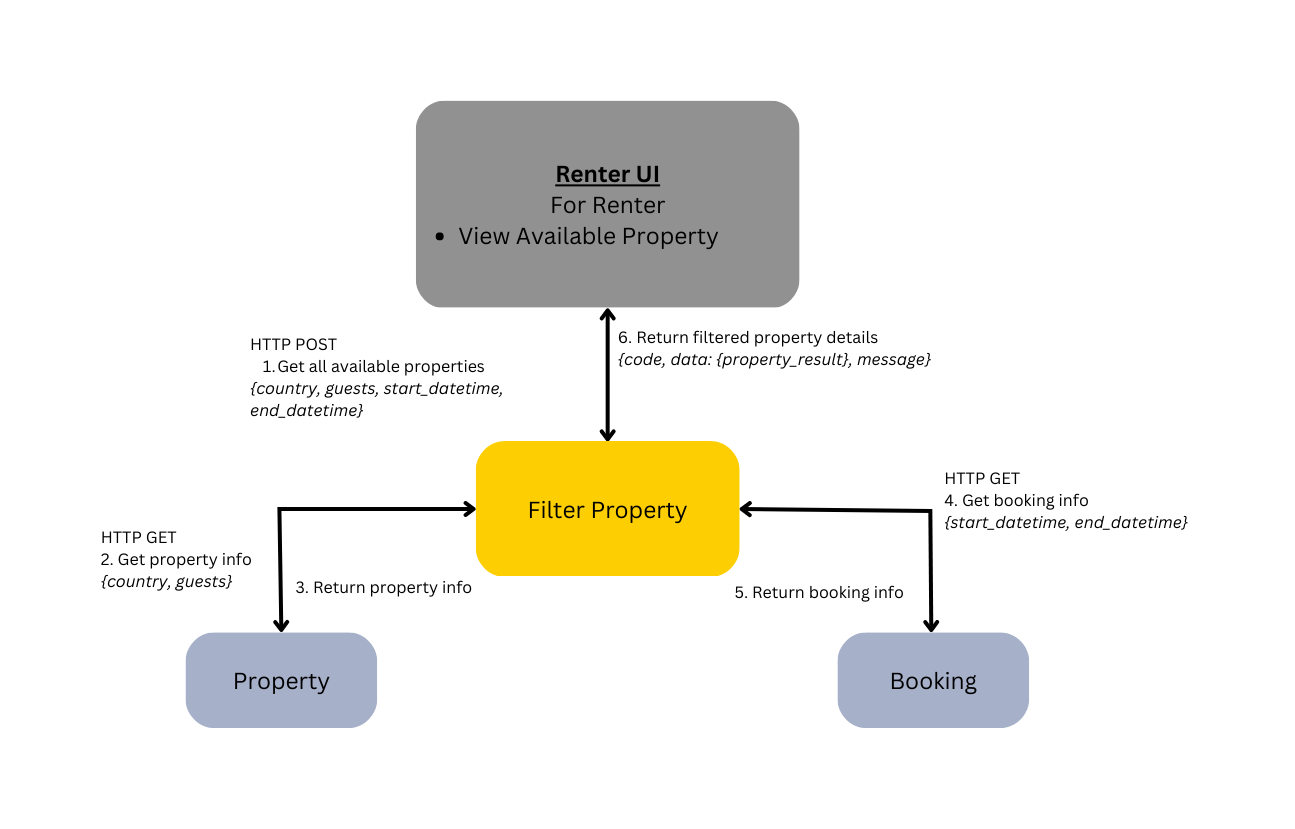 Renter UI
For Renter
• View Available Property
HTTP POST
1. Get all available properties
{country, guests, start_datetime,
end_datetime}
6. Return filtered property details
{code, data: {property_result}, message}
Filter Property
HTTP GET
2. Get property info
{country, guests}
3. Return property info
HTTP GET
4. Get booking info
{start_datetime, end_datetime}
5. Return booking info
Property
Booking